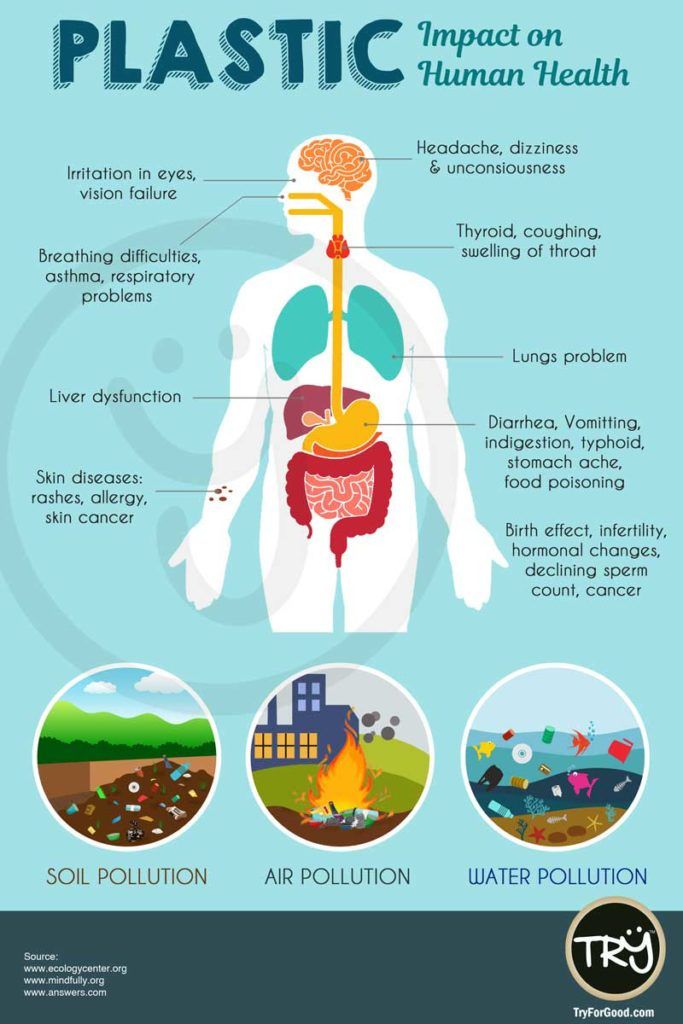 PLASTIC
Impact on
Human Health
Headache, dizziness
& unconsiousness
Irritation in eyes,
vision failure
Thyroid, coughing,
swelling of throat
Breathing difficulties,
asthma, respiratory
problems
Lungs problem
Liver dysfunction
Diarrhea, Vomitting,
indigestion, typhoid,
stomach ache,
food poisoning
Skin diseases:
rashes, allergy,
skin cancer
Birth effect, infertility,
hormonal changes,
declining sperm
count, cancer
SOIL POLLUTION
AIR POLLUTION
WATER POLLUTION
Source:
www.ecologycenter.org
www.mindfully.org
www.answers.com
TRY
TryForGood.com